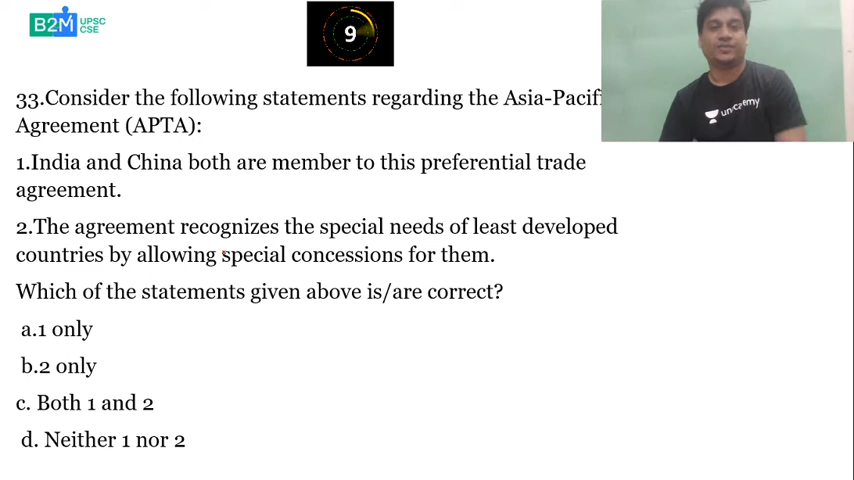 B2M UPSC
CSE
9
33.Consider the following statements regarding the Asia-Pacifi
Agreement (APTA):
1.India and China both are member to this preferential trade
agreement.
2.The agreement recognizes the special needs of least developed
countries by allowing special concessions for them.
Which of the statements given above is/are correct?
a.1 only
b.2 only
c. Both 1 and 2
d. Neither 1 nor 2